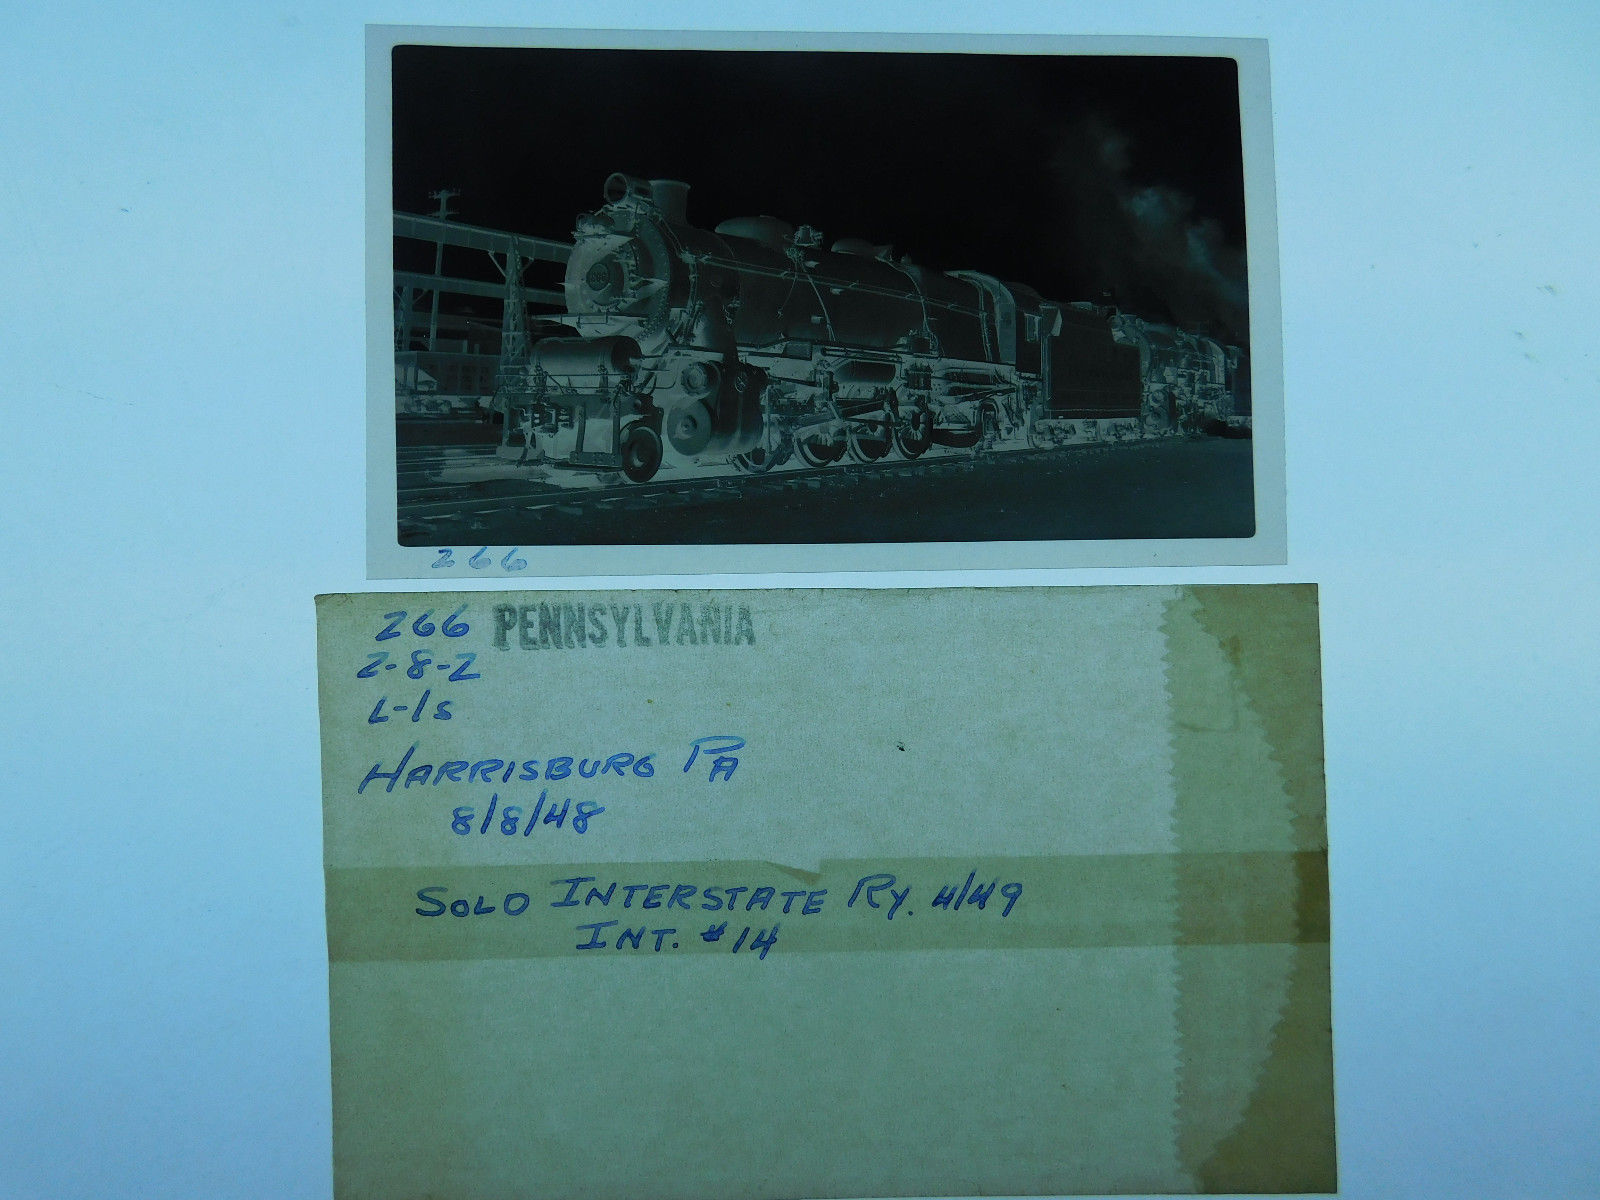 266
266 PENNSYLVANIA
2-8-2
L-1s
HARRISBURG PA
8/8/48
SOLD INTERSTATE RY. 4/49
INT. #14